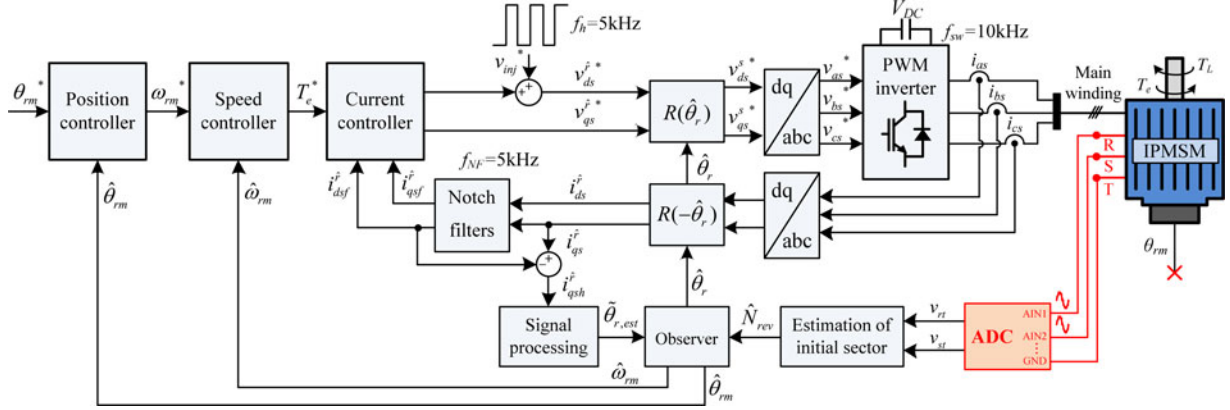 V_DC
f_h=5kHz
f_sw=10kHz
v_inj*
θ_rm*
Position controller
ω_rm*
Speed controller
T_e*
Current controller
v_ds^r̂*
v_qs^r̂*
R(θ̂_r)
v_ds^s*
v_qs^s*
dq
abc
v_as*
v_bs*
v_cs*
PWM inverter
i_as
i_bs
i_cs
Main winding
T_e
T_L
IPMSM
R
S
T
θ_rm
θ̂_rm
ω̂_rm
i_dsf^r̂
i_qsf^r̂
f_NF=5kHz
Notch filters
i_ds^r̂
i_qs^r̂
θ̂_r
R(-θ̂_r)
dq
abc
i_qsh^r̂
θ̂_r
Signal processing
θ̃_r,est
Observer
N̂_rev
Estimation of initial sector
v_rt
v_st
ADC
AIN1
AIN2
GND
ω̂_rm
θ̂_rm